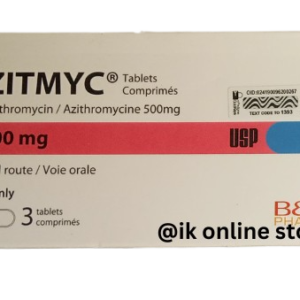 ZITMYC® Tablets
Comprimés
thromycin / Azithromycine 500mg
00 mg
USP
route / Voie orale
only
3 tablets
comprimés
@ik online sto
B&
PHA